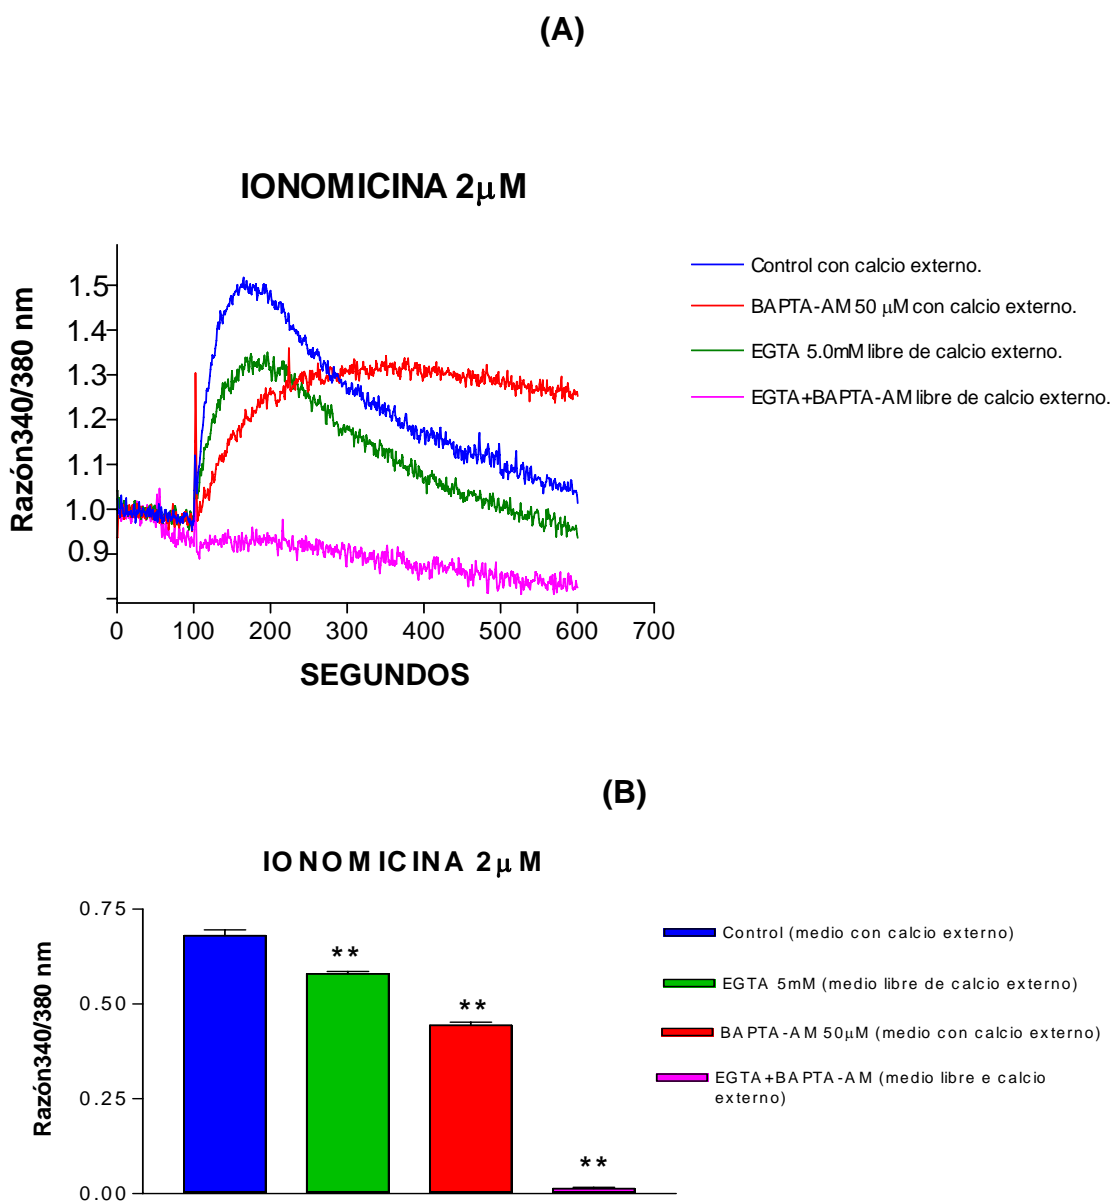 (A)
IONOMICINA 2μM
Razón340/380 nm
1.5
1.4
1.3
1.2
1.1
1.0
0.9
0 100 200 300 400 500 600 700
SEGUNDOS
Control con calcio externo.
BAPTA-AM 50 μM con calcio externo.
EGTA 5.0mM libre de calcio externo.
EGTA+BAPTA-AM libre de calcio externo.
(B)
IONOMICINA 2μM
Razón340/380 nm
0.75
0.50
0.25
0.00
**
**
**
Control (medio con calcio externo)
EGTA 5mM (medio libre de calcio externo)
BAPTA-AM 50μM (medio con calcio externo)
EGTA+BAPTA-AM (medio libre e calcio
externo)